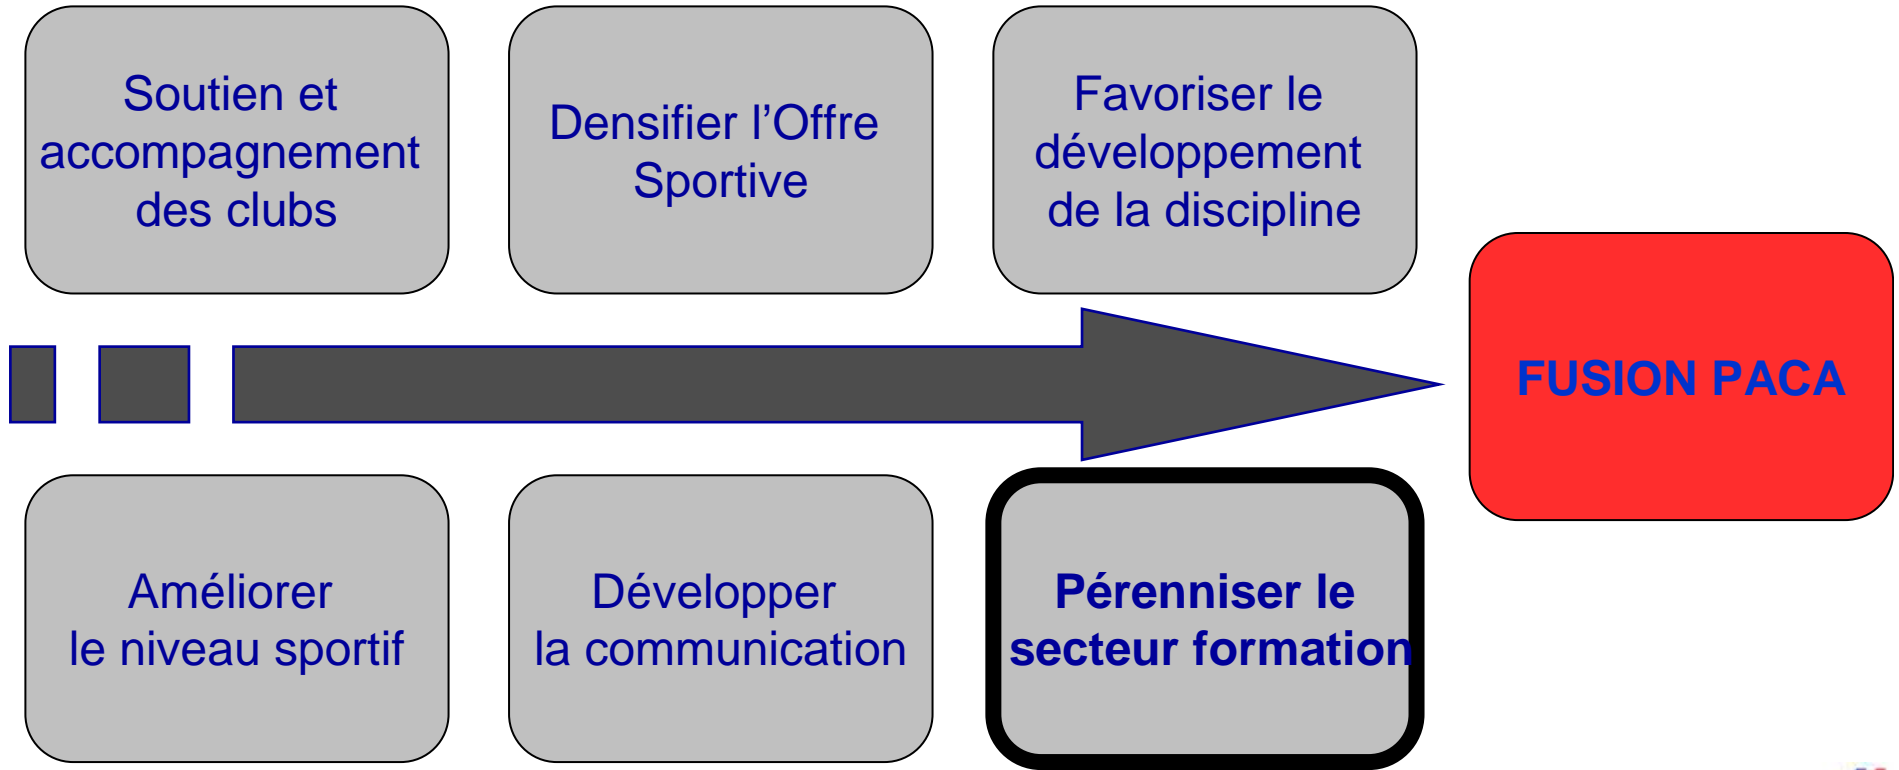 Soutien et
accompagnement
des clubs
Densifier l’Offre
Sportive
Favoriser le
développement
de la discipline
FUSION PACA
Améliorer
le niveau sportif
Développer
la communication
Pérenniser le
secteur formation